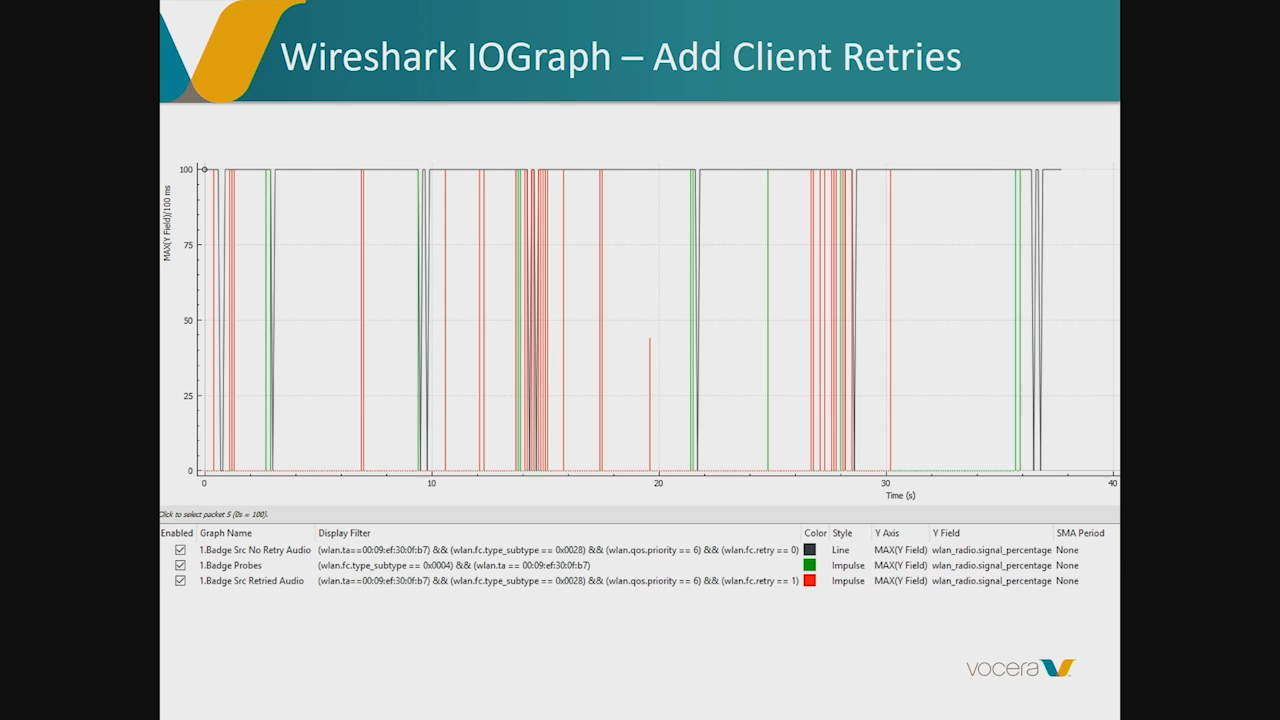 Wireshark IOGraph – Add Client Retries
MAX(Y Field)/100 ms
100
75
50
25
0
0 10 20 30 40
Time (s)
Click to select packet 5 (0s = 100).
Enabled Graph Name Display Filter Color Style Y Axis Y Field SMA Period
1.Badge Src No Retry Audio (wlan.ta==00:09:ef:30:0f:b7) && (wlan.fc.type_subtype == 0x0028) && (wlan.qos.priority == 6) && (wlan.fc.retry == 0) Line MAX(Y Field) wlan_radio.signal_percentage None
1.Badge Probes (wlan.fc.type_subtype == 0x0004) && (wlan.ta == 00:09:ef:30:0f:b7) Impulse MAX(Y Field) wlan_radio.signal_percentage None
1.Badge Src Retried Audio (wlan.ta==00:09:ef:30:0f:b7) && (wlan.fc.type_subtype == 0x0028) && (wlan.qos.priority == 6) && (wlan.fc.retry == 1) Impulse MAX(Y Field) wlan_radio.signal_percentage None
vocera